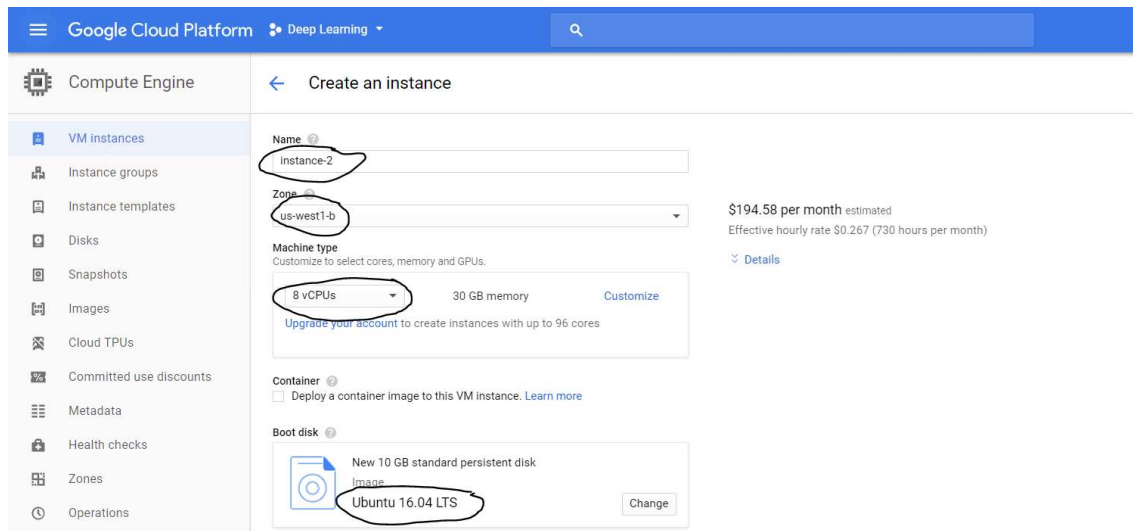 Google Cloud Platform Deep Learning
Compute Engine
Create an instance
VM instances
Instance groups
Instance templates
Disks
Snapshots
Images
Cloud TPUs
Committed use discounts
Metadata
Health checks
Zones
Operations
Name
instance-2
Zone
us-west1-b
Machine type
Customize to select cores, memory and GPUs.
8 vCPUs 30 GB memory Customize
Upgrade your account to create instances with up to 96 cores
Container
Deploy a container image to this VM instance. Learn more
Boot disk
New 10 GB standard persistent disk
Image
Ubuntu 16.04 LTS Change
$194.58 per month estimated
Effective hourly rate $0.267 (730 hours per month)
Details